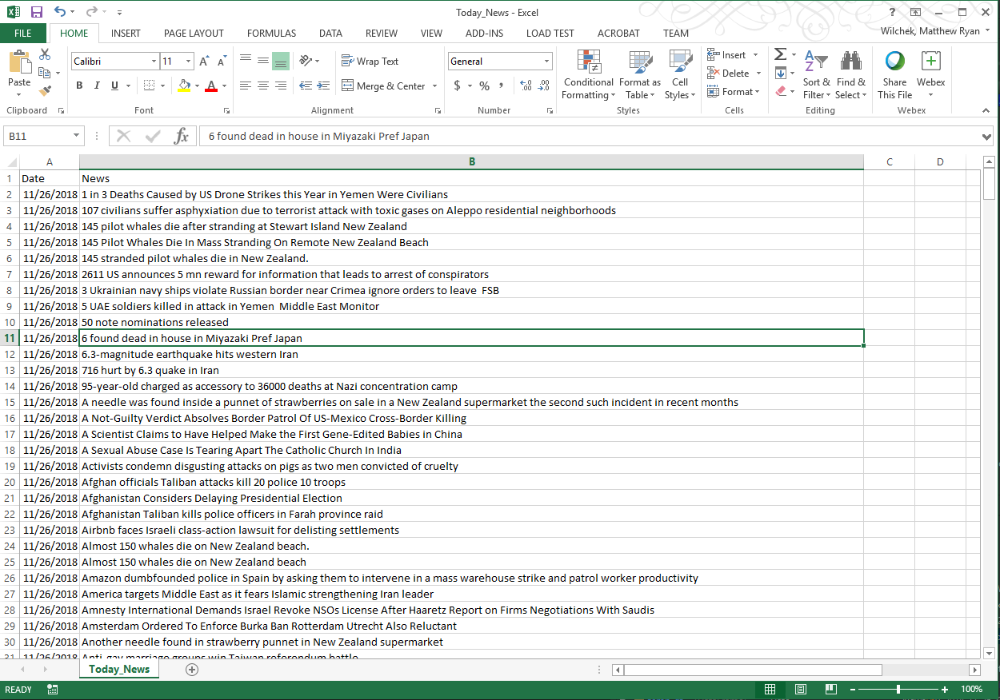 Today_News - Excel
FILE HOME INSERT PAGE LAYOUT FORMULAS DATA REVIEW VIEW ADD-INS LOAD TEST ACROBAT TEAM Wilchek, Matthew Ryan
Paste
Clipboard
Calibri 11
B I U
Font
Wrap Text
Merge & Center
Alignment
General
$ % ,
Number
Conditional Formatting
Format as Table
Cell Styles
Styles
Insert
Delete
Format
Cells
Sort & Filter
Find & Select
Editing
Share This File
Webex
Webex
B11 fx 6 found dead in house in Miyazaki Pref Japan
A B C D
1 Date News
2 11/26/2018 1 in 3 Deaths Caused by US Drone Strikes this Year in Yemen Were Civilians
3 11/26/2018 107 civilians suffer asphyxiation due to terrorist attack with toxic gases on Aleppo residential neighborhoods
4 11/26/2018 145 pilot whales die after stranding at Stewart Island New Zealand
5 11/26/2018 145 Pilot Whales Die In Mass Stranding On Remote New Zealand Beach
6 11/26/2018 145 stranded pilot whales die in New Zealand.
7 11/26/2018 2611 US announces 5 mn reward for information that leads to arrest of conspirators
8 11/26/2018 3 Ukrainian navy ships violate Russian border near Crimea ignore orders to leave  FSB
9 11/26/2018 5 UAE soldiers killed in attack in Yemen  Middle East Monitor
10 11/26/2018 50 note nominations released
11 11/26/2018 6 found dead in house in Miyazaki Pref Japan
12 11/26/2018 6.3-magnitude earthquake hits western Iran
13 11/26/2018 716 hurt by 6.3 quake in Iran
14 11/26/2018 95-year-old charged as accessory to 36000 deaths at Nazi concentration camp
15 11/26/2018 A needle was found inside a punnet of strawberries on sale in a New Zealand supermarket the second such incident in recent months
16 11/26/2018 A Not-Guilty Verdict Absolves Border Patrol Of US-Mexico Cross-Border Killing
17 11/26/2018 A Scientist Claims to Have Helped Make the First Gene-Edited Babies in China
18 11/26/2018 A Sexual Abuse Case Is Tearing Apart The Catholic Church In India
19 11/26/2018 Activists condemn disgusting attacks on pigs as two men convicted of cruelty
20 11/26/2018 Afghan officials Taliban attacks kill 20 police 10 troops
21 11/26/2018 Afghanistan Considers Delaying Presidential Election
22 11/26/2018 Afghanistan Taliban kills police officers in Farah province raid
23 11/26/2018 Airbnb faces Israeli class-action lawsuit for delisting settlements
24 11/26/2018 Almost 150 whales die on New Zealand beach.
25 11/26/2018 Almost 150 whales die on New Zealand beach
26 11/26/2018 Amazon dumbfounded police in Spain by asking them to intervene in a mass warehouse strike and patrol worker productivity
27 11/26/2018 America targets Middle East as it fears Islamic strengthening Iran leader
28 11/26/2018 Amnesty International Demands Israel Revoke NSOs License After Haaretz Report on Firms Negotiations With Saudis
29 11/26/2018 Amsterdam Ordered To Enforce Burka Ban Rotterdam Utrecht Also Reluctant
30 11/26/2018 Another needle found in strawberry punnet in New Zealand supermarket
31 11/26/2018 Anti-gay marriage groups win Taiwan referendum battle
Today_News
READY 100%